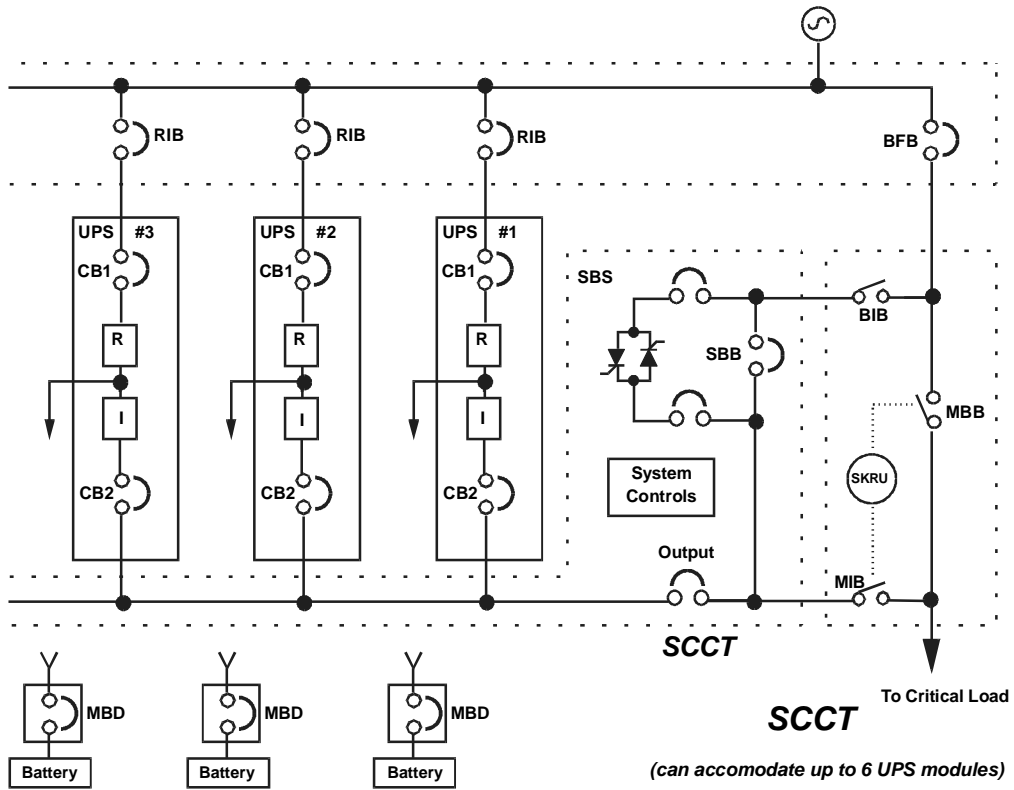 RIB
RIB
RIB
BFB
UPS #3
UPS #2
UPS #1
CB1
CB1
CB1
SBS
BIB
R
R
R
SBB
I
I
I
MBB
System
Controls
SKRU
CB2
CB2
CB2
Output
MIB
SCCT
To Critical Load
MBD
MBD
MBD
SCCT
Battery
Battery
Battery
(can accomodate up to 6 UPS modules)